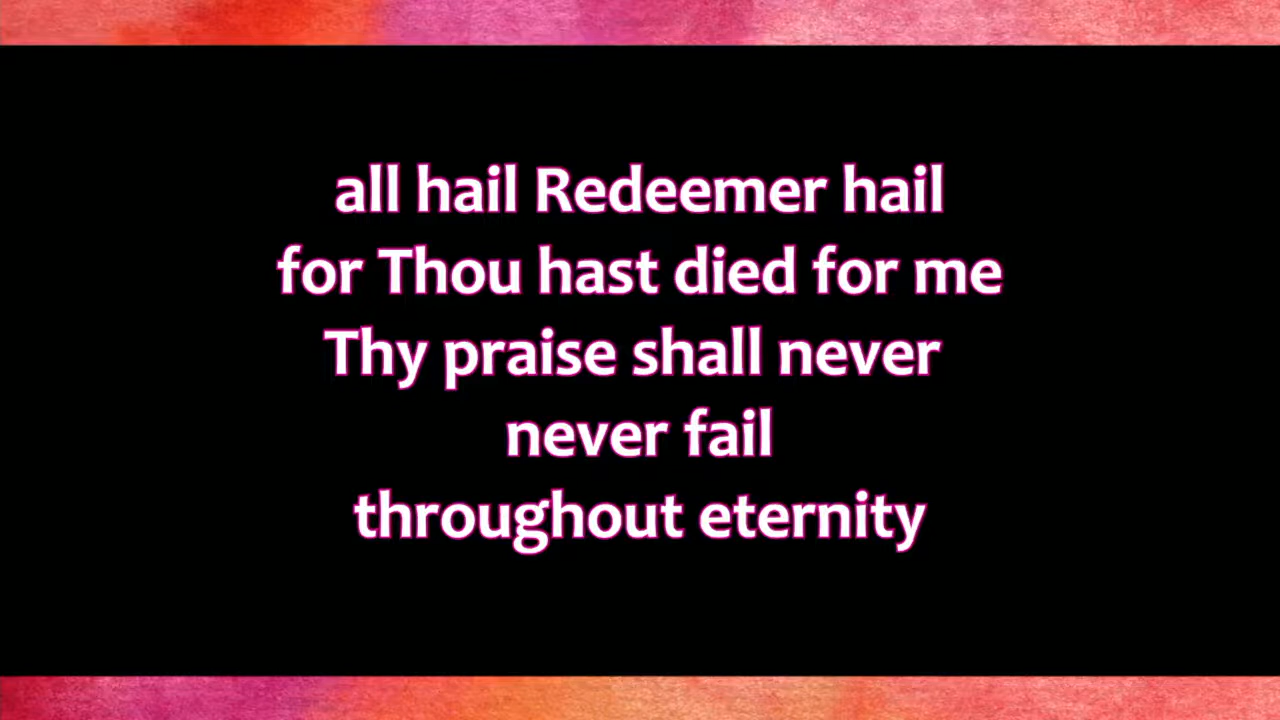 all hail Redeemer hail
for Thou hast died for me
Thy praise shall never
never fail
throughout eternity